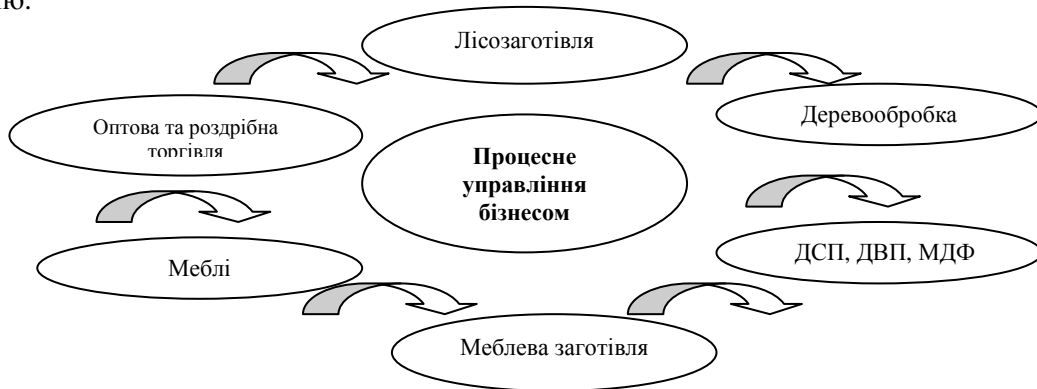 ю.
Лісозаготівля
Деревообробка
Оптова та роздрібна
торгівля
Процесне
управління
бізнесом
ДСП, ДВП, МДФ
Меблі
Меблева заготівля